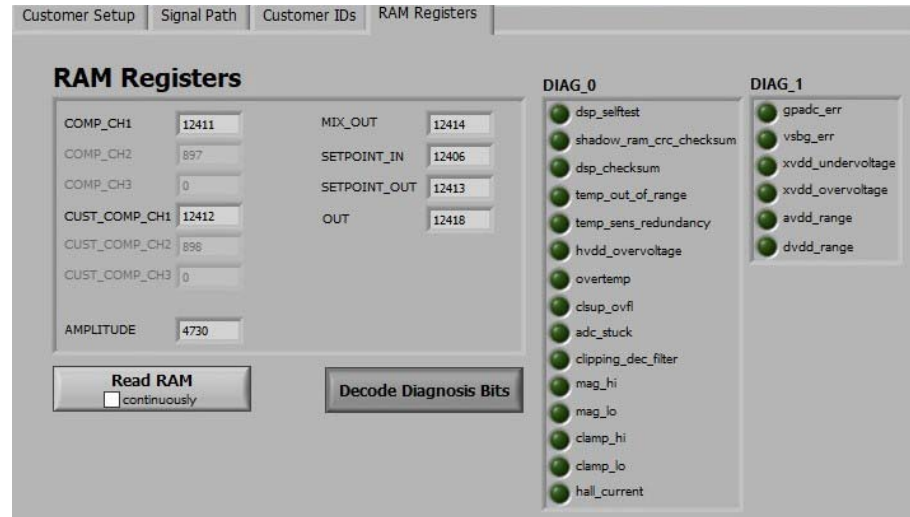 Customer Setup Signal Path Customer IDs RAM Registers
RAM Registers
COMP_CH1 12411
COMP_CH2 897
COMP_CH3 0
CUST_COMP_CH1 12412
CUST_COMP_CH2 898
CUST_COMP_CH3 0
AMPLITUDE 4730
MIX_OUT 12414
SETPOINT_IN 12406
SETPOINT_OUT 12413
OUT 12418
Read RAM
continuously
Decode Diagnosis Bits
DIAG_0
dsp_selftest
shadow_ram_crc_checksum
dsp_checksum
temp_out_of_range
temp_sens_redundancy
hvdd_overvoltage
overtemp
clsup_ovfl
adc_stuck
clipping_dec_filter
mag_hi
mag_lo
clamp_hi
clamp_lo
hall_current
DIAG_1
gpadc_err
vsbg_err
xvdd_undervoltage
xvdd_overvoltage
avdd_range
dvdd_range